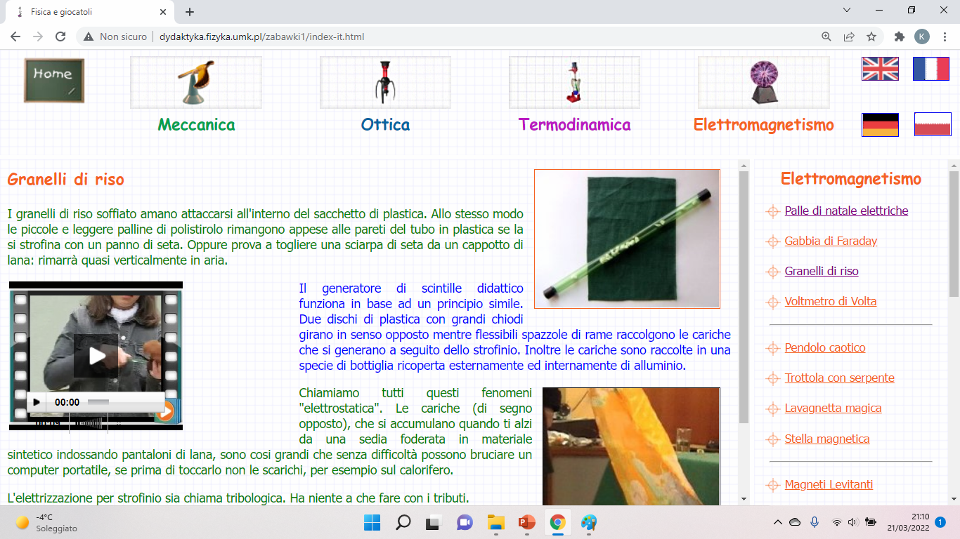 Fisica e giocatoli
Non sicuro | dydaktyka.fizyka.umk.pl/zabawki1/index-it.html
K
Home
Meccanica
Ottica
Termodinamica
Elettromagnetismo
Granelli di riso
I granelli di riso soffiato amano attaccarsi all'interno del sacchetto di plastica. Allo stesso modo
le piccole e leggere palline di polistirolo rimangono appese alle pareti del tubo in plastica se la
si strofina con un panno di seta. Oppure prova a togliere una sciarpa di seta da un cappotto di
lana: rimarrà quasi verticalmente in aria.
Il generatore di scintille didattico
funziona in base ad un principio simile.
Due dischi di plastica con grandi chiodi
girano in senso opposto mentre flessibili spazzole di rame raccolgono le cariche
che si generano a seguito dello strofinio. Inoltre le cariche sono raccolte in una
specie di bottiglia ricoperta esternamente ed internamente di alluminio.
00:00
Chiamiamo tutti questi fenomeni
"elettrostatica". Le cariche (di segno
opposto), che si accumulano quando ti alzi
da una sedia foderata in materiale
sintetico indossando pantaloni di lana, sono cosi grandi che senza difficoltà possono bruciare un
computer portatile, se prima di toccarlo non le scarichi, per esempio sul calorifero.
L'elettrizzazione per strofinio sia chiama tribologica. Ha niente a che fare con i tributi.
Elettromagnetismo
Palle di natale elettriche
Gabbia di Faraday
Granelli di riso
Voltmetro di Volta
Pendolo caotico
Trottola con serpente
Lavagnetta magica
Stella magnetica
Magneti Levitanti
-4°C
Soleggiato
21:10
21/03/2022
1